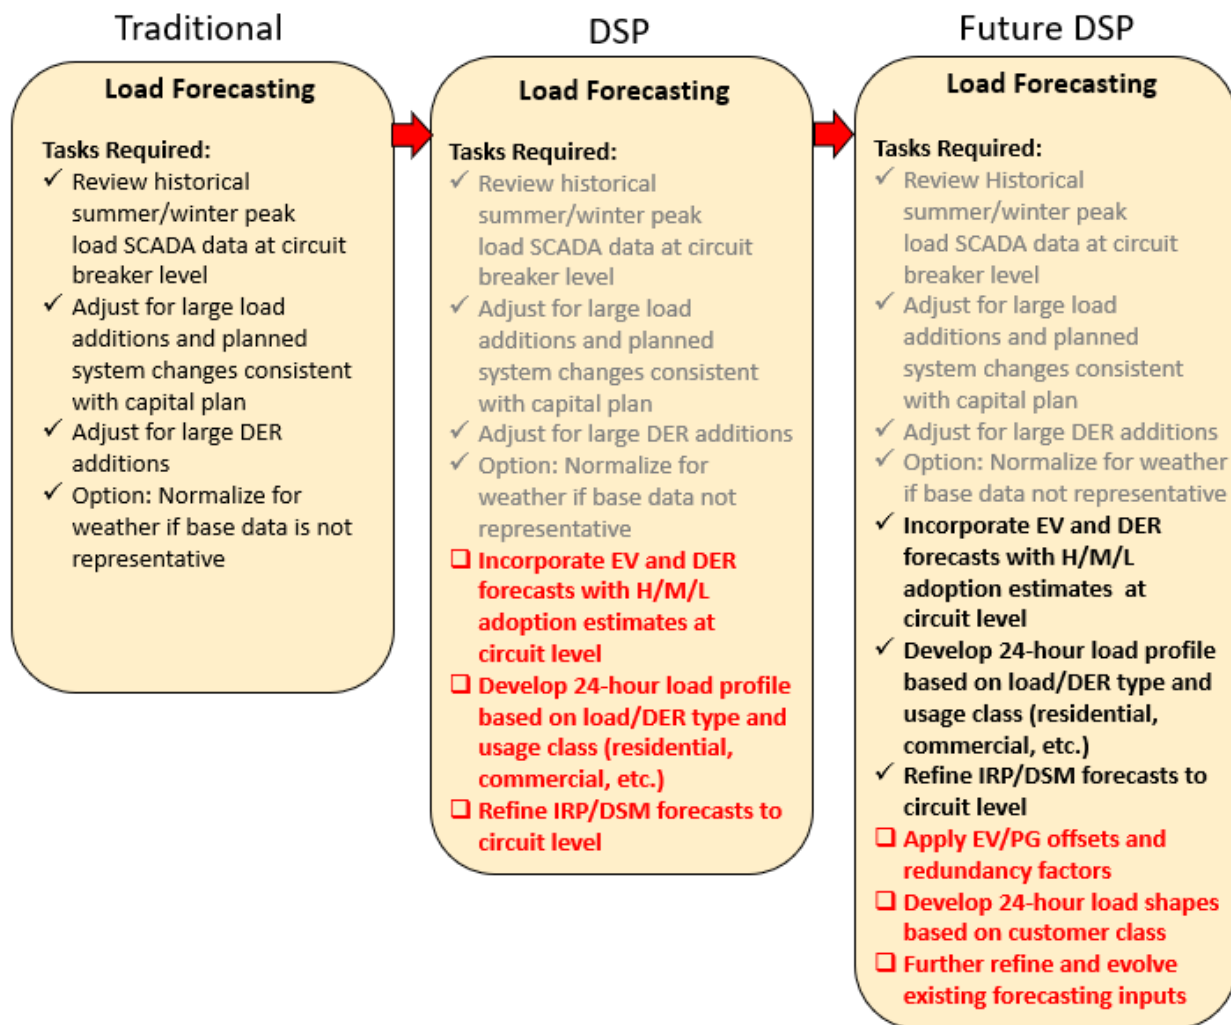 Traditional
Load Forecasting
Tasks Required:
✓ Review historical
summer/winter peak
load SCADA data at circuit
breaker level
✓ Adjust for large load
additions and planned
system changes consistent
with capital plan
✓ Adjust for large DER
additions
✓ Option: Normalize for
weather if base data is not
representative
DSP
Load Forecasting
Tasks Required:
✓ Review historical
summer/winter peak
load SCADA data at circuit
breaker level
✓ Adjust for large load
additions and planned
system changes consistent
with capital plan
✓ Adjust for large DER additions
✓ Option: Normalize for
weather if base data not
representative
❑ Incorporate EV and DER
forecasts with H/M/L
adoption estimates at
circuit level
❑ Develop 24-hour load profile
based on load/DER type and
usage class (residential,
commercial, etc.)
❑ Refine IRP/DSM forecasts to
circuit level
Future DSP
Load Forecasting
Tasks Required:
✓ Review Historical
summer/winter peak
load SCADA data at circuit
breaker level
✓ Adjust for large load
additions and planned
system changes consistent
with capital plan
✓ Adjust for large DER additions
✓ Option: Normalize for weather
if base data not representative
✓ Incorporate EV and DER
forecasts with H/M/L
adoption estimates at
circuit level
✓ Develop 24-hour load profile
based on load/DER type and
usage class (residential,
commercial, etc.)
✓ Refine IRP/DSM forecasts to
circuit level
❑ Apply EV/PG offsets and
redundancy factors
❑ Develop 24-hour load shapes
based on customer class
❑ Further refine and evolve
existing forecasting inputs